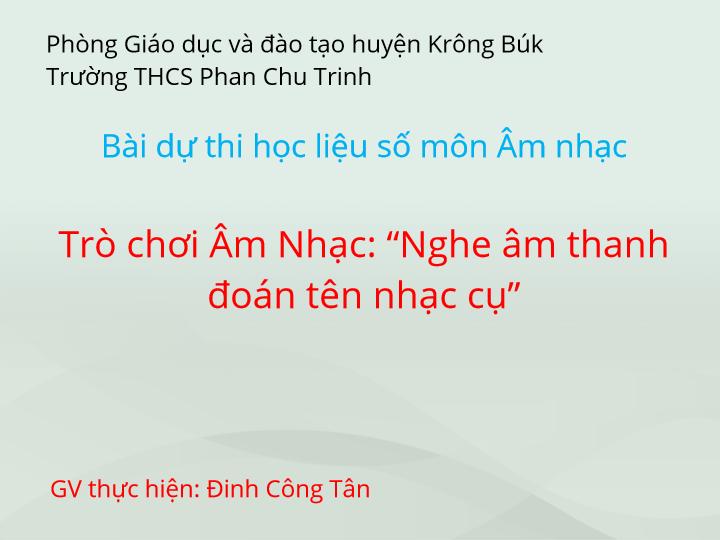 Phòng Giáo dục và đào tạo huyện Krông Búk
Trường THCS Phan Chu Trinh
Bài dự thi học liệu số môn Âm nhạc
Trò chơi Âm Nhạc: “Nghe âm thanh
đoán tên nhạc cụ”
GV thực hiện: Đinh Công Tân